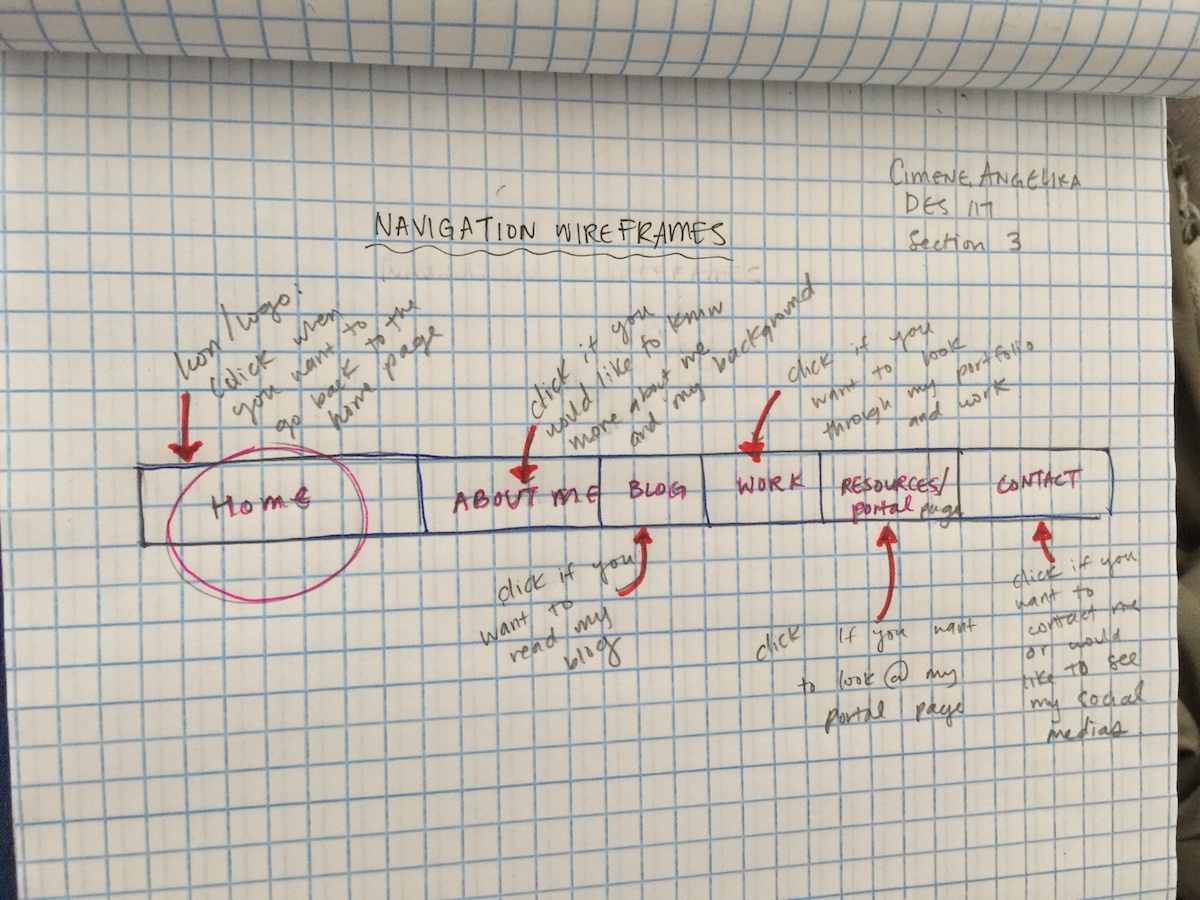 CIMENE, ANGELIKA
DES 117
Section 3
NAVIGATION WIREFRAMES
Icon/logo:
Click when
you want to
go back to the
home page
click if you
would like to know
more about me
and my background
click if you
want to look
through my portfolio
and work
Home
ABOUT ME
BLOG
WORK
RESOURCES/
portal page
CONTACT
click if you
want to
read my
blog
click if you want
to look @ my
portal page
click if you
want to
contact me
or would
like to see
my social
medias